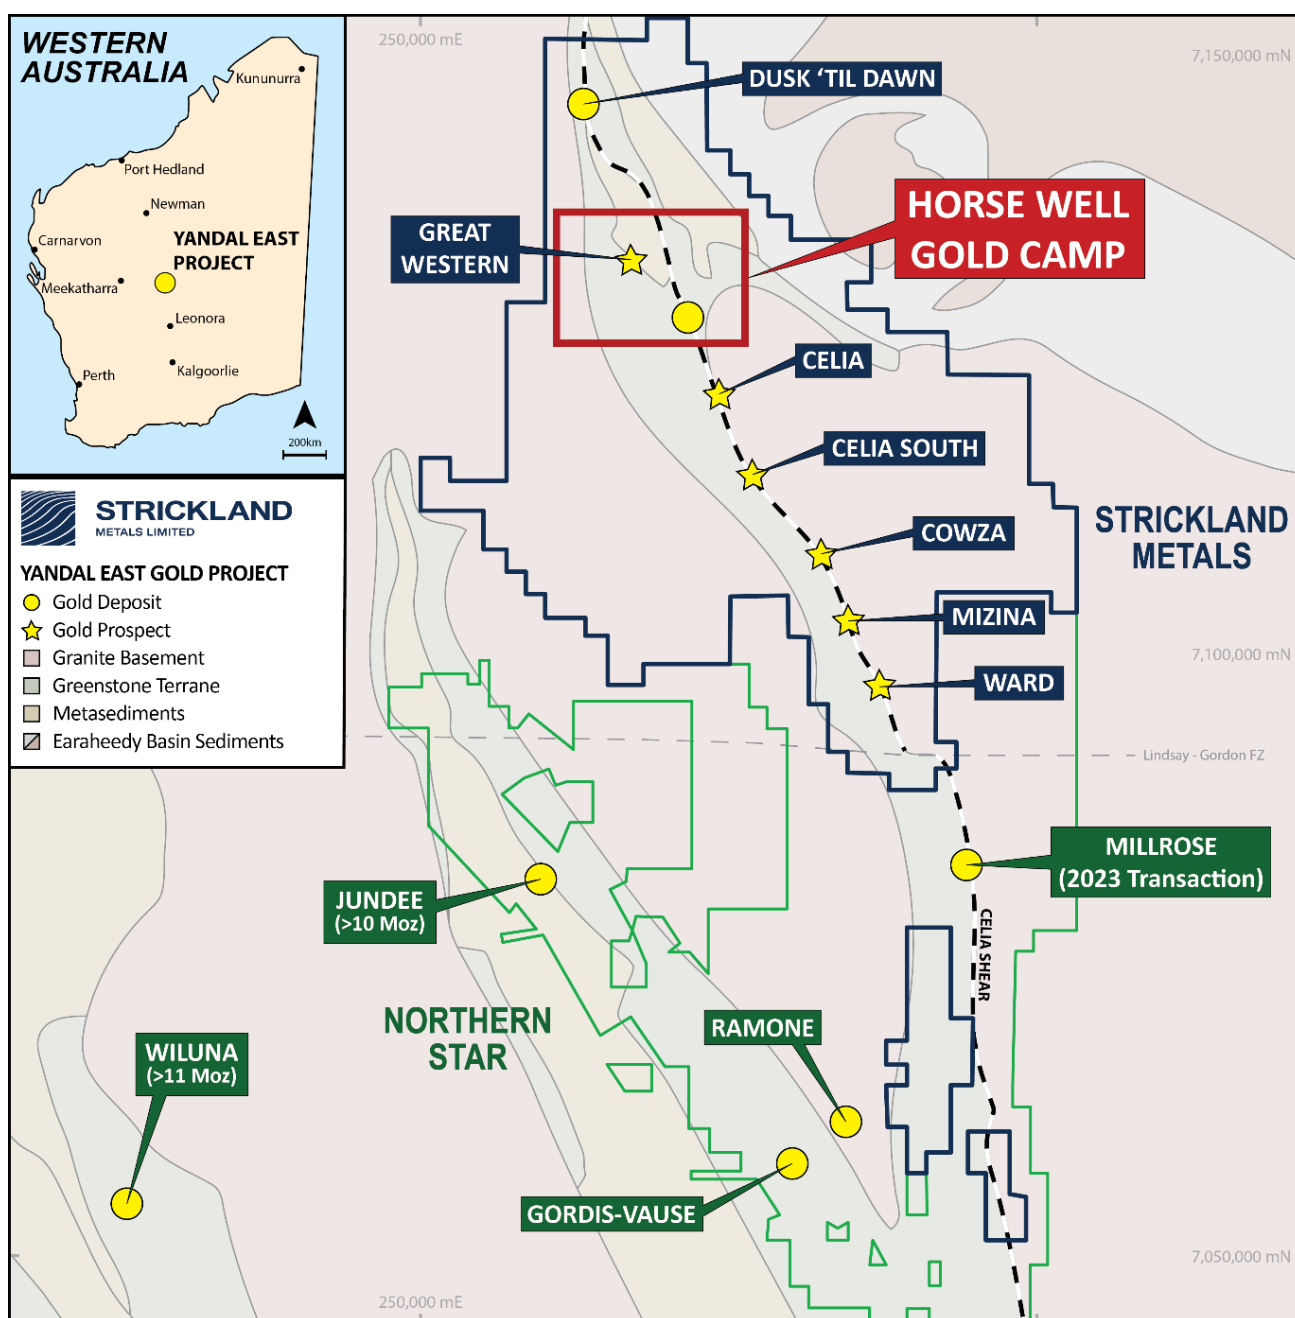 WESTERN
AUSTRALIA
Kununurra
Port Hedland
Newman
Carnarvon
YANDAL EAST
PROJECT
Meekatharra
Leonora
Kalgoorlie
Perth
200km
STRICKLAND
METALS LIMITED
YANDAL EAST GOLD PROJECT
Gold Deposit
Gold Prospect
Granite Basement
Greenstone Terrane
Metasediments
Earaheedy Basin Sediments
250,000 mE
7,150,000 mN
DUSK ‘TIL DAWN
HORSE WELL
GOLD CAMP
GREAT
WESTERN
CELIA
CELIA SOUTH
STRICKLAND
METALS
COWZA
MIZINA
7,100,000 mN
WARD
Lindsay - Gordon FZ
MILLROSE
(2023 Transaction)
JUNDEE
(>10 Moz)
CELIA SHEAR
NORTHERN
STAR
RAMONE
WILUNA
(>11 Moz)
GORDIS-VAUSE
7,050,000 mN
250,000 mE